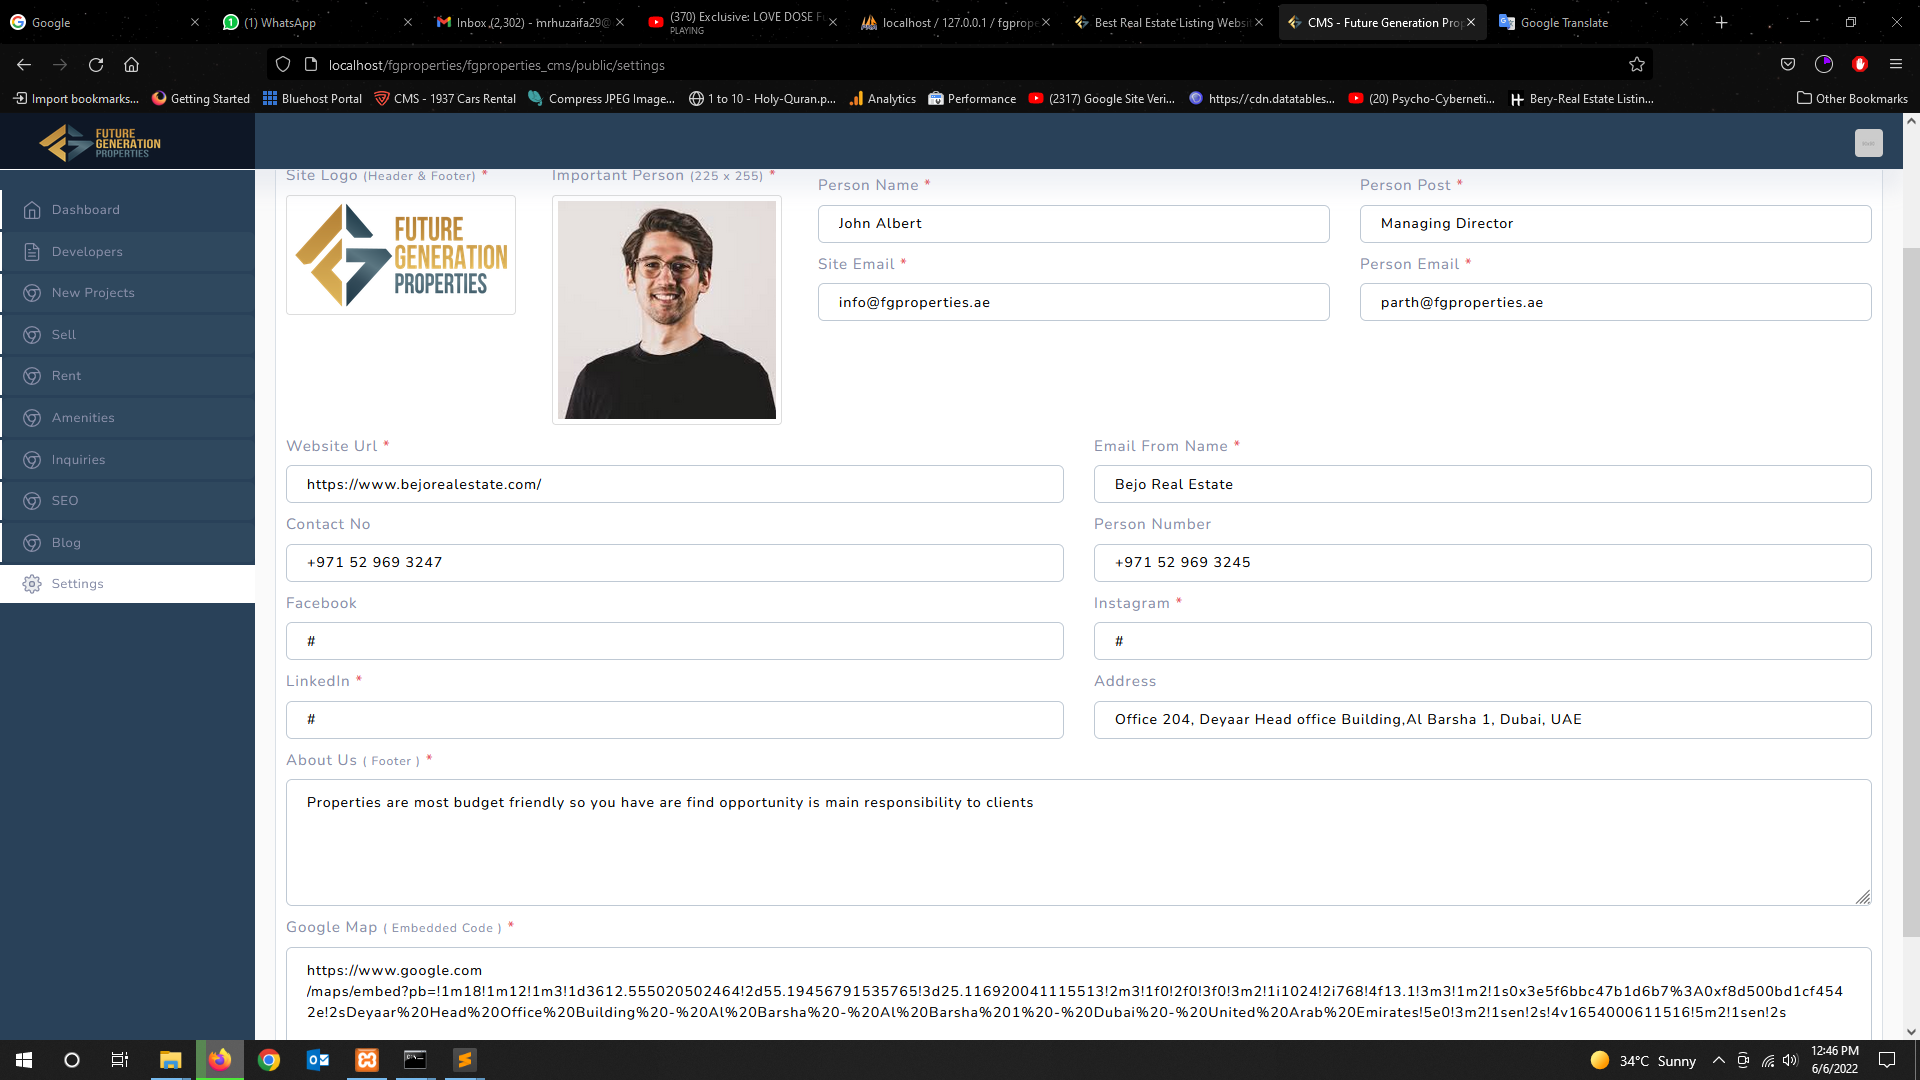 Google
(1) WhatsApp
Inbox (2,302) - mrhuzaifa29@
(370) Exclusive: LOVE DOSE Fu
PLAYING
localhost / 127.0.0.1 / fgprope
Best Real Estate Listing Websi
CMS - Future Generation Prop
Google Translate
localhost/fgproperties/fgproperties_cms/public/settings
Import bookmarks...
Getting Started
Bluehost Portal
CMS - 1937 Cars Rental
Compress JPEG Image...
1 to 10 - Holy-Quran.p...
Analytics
Performance
(2317) Google Site Veri...
https://cdn.datatables...
(20) Psycho-Cyberneti...
Bery-Real Estate Listin...
Other Bookmarks
FUTURE
GENERATION
PROPERTIES
Dashboard
Developers
New Projects
Sell
Rent
Amenities
Inquiries
SEO
Blog
Settings
Site Logo (Header & Footer) *
Important Person (225 x 255) *
FUTURE
GENERATION
PROPERTIES
Person Name *
John Albert
Person Post *
Managing Director
Site Email *
info@fgproperties.ae
Person Email *
parth@fgproperties.ae
Website Url *
https://www.bejorealestate.com/
Email From Name *
Bejo Real Estate
Contact No
+971 52 969 3247
Person Number
+971 52 969 3245
Facebook
#
Instagram *
#
LinkedIn *
#
Address
Office 204, Deyaar Head office Building,Al Barsha 1, Dubai, UAE
About Us ( Footer ) *
Properties are most budget friendly so you have are find opportunity is main responsibility to clients
Google Map ( Embedded Code ) *
https://www.google.com
/maps/embed?pb=!1m18!1m12!1m3!1d3612.555020502464!2d55.19456791535765!3d25.116920041115513!2m3!1f0!2f0!3f0!3m2!1i1024!2i768!4f13.1!3m3!1m2!1s0x3e5f6bbc47b1d6b7%3A0xf8d500bd1cf454
2e!2sDeyaar%20Head%20Office%20Building%20-%20Al%20Barsha%20-%20Al%20Barsha%201%20-%20Dubai%20-%20United%20Arab%20Emirates!5e0!3m2!1sen!2s!4v1654000611516!5m2!1sen!2s
34°C Sunny
12:46 PM
6/6/2022